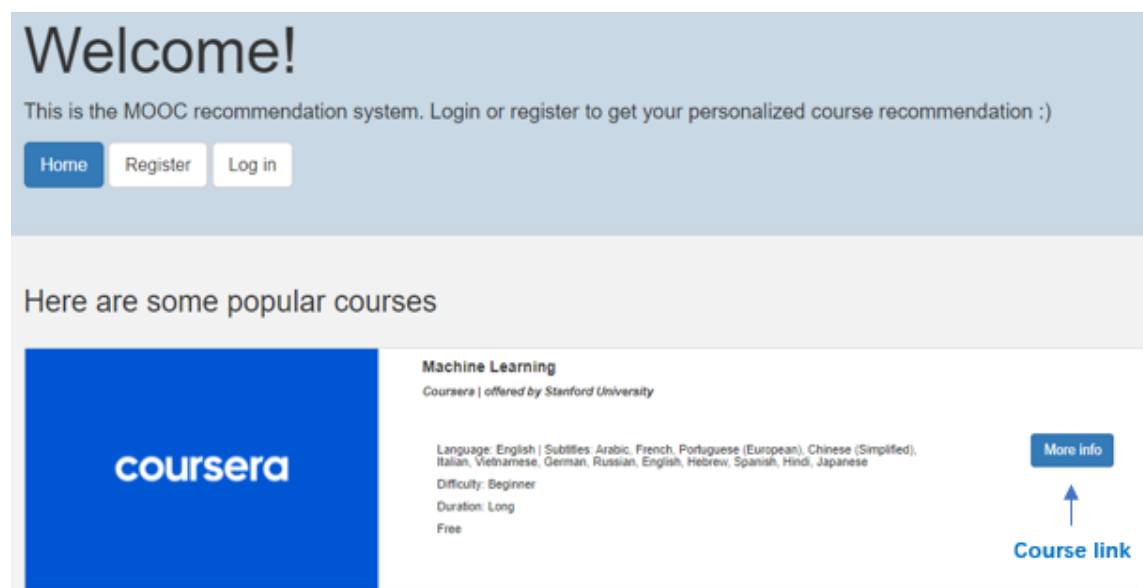 Welcome!
This is the MOOC recommendation system. Login or register to get your personalized course recommendation :)
Home Register Log in
Here are some popular courses
coursera
Machine Learning
Coursera | offered by Stanford University
Language: English | Subtitles: Arabic, French, Portuguese (European), Chinese (Simplified),
Italian, Vietnamese, German, Russian, English, Hebrew, Spanish, Hindi, Japanese
Difficulty: Beginner
Duration: Long
Free
More info
Course link